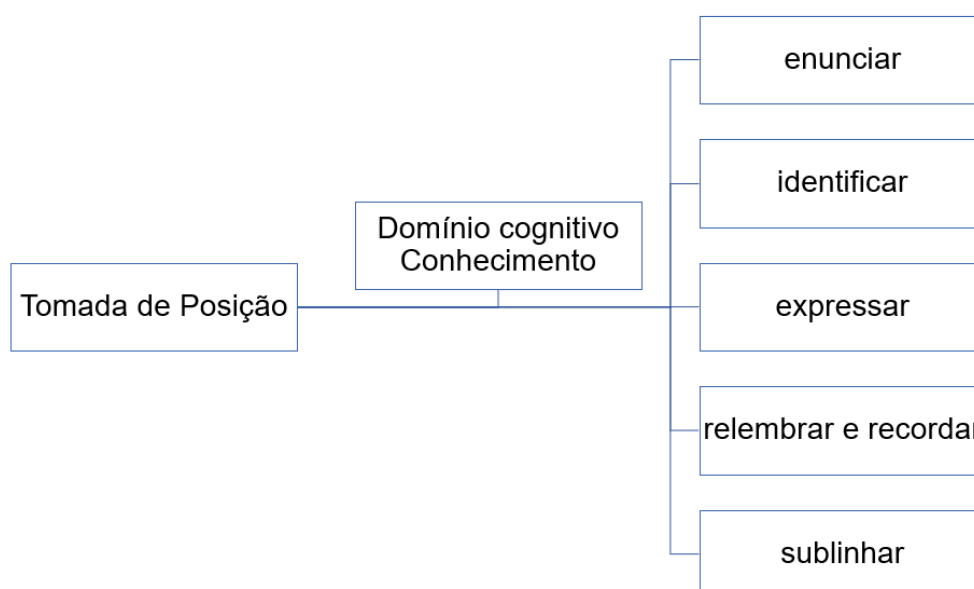 Tomada de Posição
Domínio cognitivo
Conhecimento
enunciar
identificar
expressar
relembrar e recordar
sublinhar